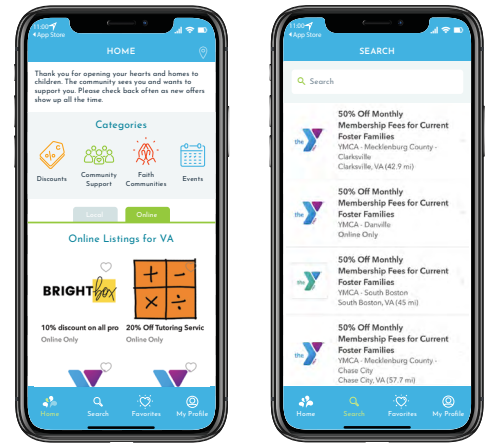 11:00
App Store
HOME
Thank you for opening your hearts and homes to
children. The community sees you and wants to
support you. Please check back often as new offers
show up all the time.
Categories
Discounts
Community
Support
Faith
Communities
Events
Local
Online
Online Listings for VA
BRIGHT box
10% discount on all pro
Online Only
20% Off Tutoring Servic
Online Only
Home
Search
Favorites
My Profile
11:00
App Store
SEARCH
Search
the
50% Off Monthly
Membership Fees for Current
Foster Families
YMCA - Mecklenburg County -
Clarksville
Clarksville, VA (42.9 mi)
the
50% Off Monthly
Membership Fees for Current
Foster Families
YMCA - Danville
Online Only
the
50% Off Monthly
Membership Fees for Current
Foster Families
YMCA - South Boston
South Boston, VA (45 mi)
the
50% Off Monthly
Membership Fees for Current
Foster Families
YMCA - Mecklenburg County -
Chase City
Chase City, VA (57.7 mi)
Home
Search
Favorites
My Profile